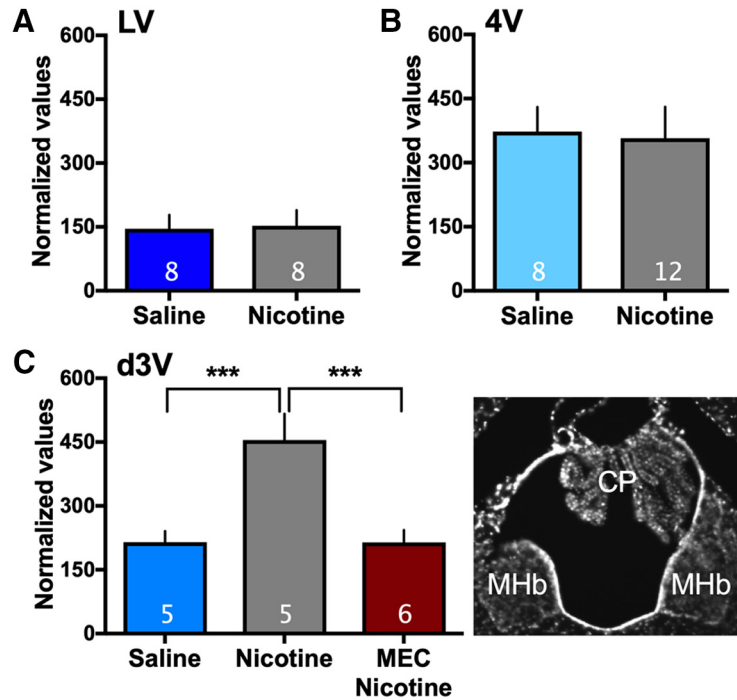 A LV
Normalized values
600
450
300
150
0
8
8
Saline
Nicotine
B 4V
Normalized values
600
450
300
150
0
8
12
Saline
Nicotine
C d3V
Normalized values
600
450
300
150
0
***
***
5
5
6
Saline
Nicotine
MEC
Nicotine
CP
MHb
MHb